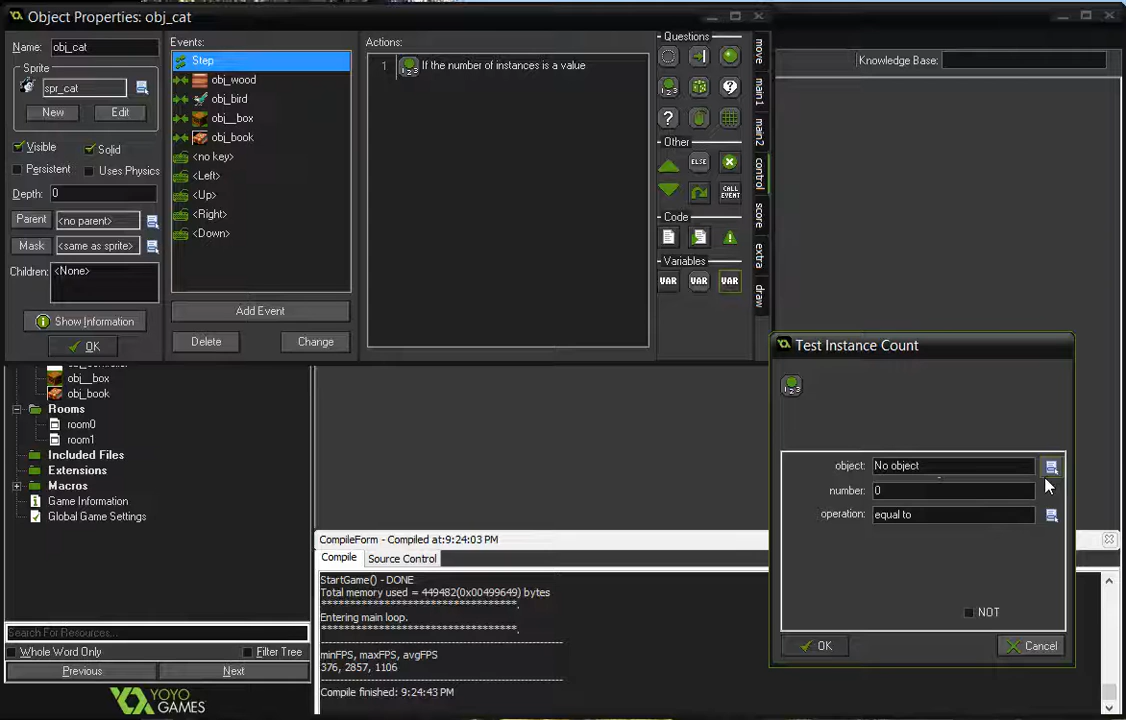 Object Properties: obj_cat
Name: obj_cat
Sprite
spr_cat
New Edit
Visible Solid
Persistent Uses Physics
Depth: 0
Parent <no parent>
Mask <same as sprite>
Children: <None>
Show Information
OK
Events:
Step
obj_wood
obj_bird
obj__box
obj_book
<no key>
<Left>
<Up>
<Right>
<Down>
Add Event
Delete Change
Actions:
1 If the number of instances is a value
Questions
Other
ELSE
CALL EVENT
Code
Variables
VAR VAR VAR
move
main1
main2
control
score
extra
draw
Knowledge Base:
obj__box
obj_book
Rooms
room0
room1
Included Files
Extensions
Macros
Game Information
Global Game Settings
Search For Resources...
Whole Word Only Filter Tree
Previous Next
YOYO GAMES
CompileForm - Compiled at:9:24:03 PM
Compile Source Control
StartGame() - DONE
Total memory used = 449482(0x00499649) bytes
Entering main loop.
minFPS, maxFPS, avgFPS
376, 2857, 1106
Compile finished: 9:24:43 PM
Test Instance Count
object: No object
number: 0
operation: equal to
NOT
OK Cancel